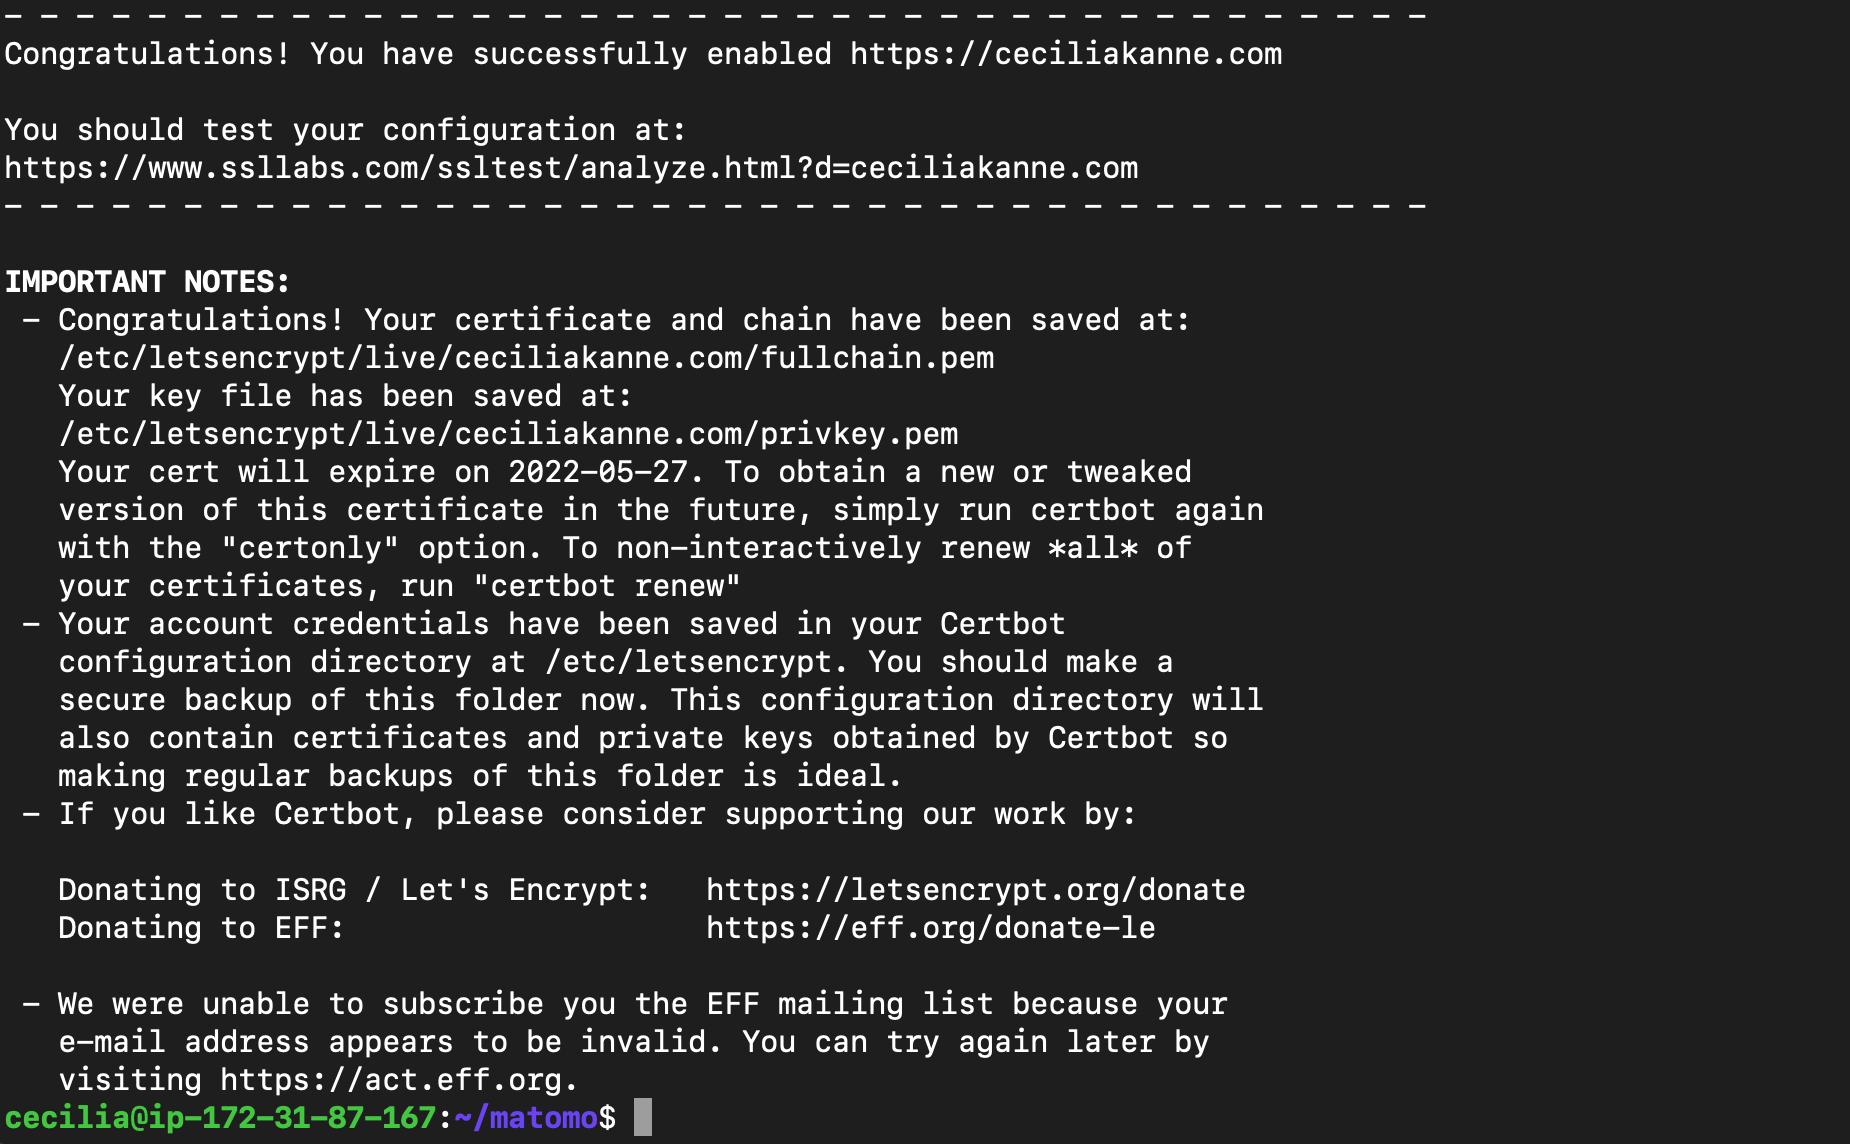 - - - - - - - - - - - - - - - - - - - - - - - - - - - - - - - - - - - - - - - -
Congratulations! You have successfully enabled https://ceciliakanne.com

You should test your configuration at:
https://www.ssllabs.com/ssltest/analyze.html?d=ceciliakanne.com
- - - - - - - - - - - - - - - - - - - - - - - - - - - - - - - - - - - - - - - -

IMPORTANT NOTES:
 - Congratulations! Your certificate and chain have been saved at:
   /etc/letsencrypt/live/ceciliakanne.com/fullchain.pem
   Your key file has been saved at:
   /etc/letsencrypt/live/ceciliakanne.com/privkey.pem
   Your cert will expire on 2022-05-27. To obtain a new or tweaked
   version of this certificate in the future, simply run certbot again
   with the "certonly" option. To non-interactively renew *all* of
   your certificates, run "certbot renew"
 - Your account credentials have been saved in your Certbot
   configuration directory at /etc/letsencrypt. You should make a
   secure backup of this folder now. This configuration directory will
   also contain certificates and private keys obtained by Certbot so
   making regular backups of this folder is ideal.
 - If you like Certbot, please consider supporting our work by:

   Donating to ISRG / Let's Encrypt:   https://letsencrypt.org/donate
   Donating to EFF:                    https://eff.org/donate-le

 - We were unable to subscribe you the EFF mailing list because your
   e-mail address appears to be invalid. You can try again later by
   visiting https://act.eff.org.
cecilia@ip-172-31-87-167:~/matomo$